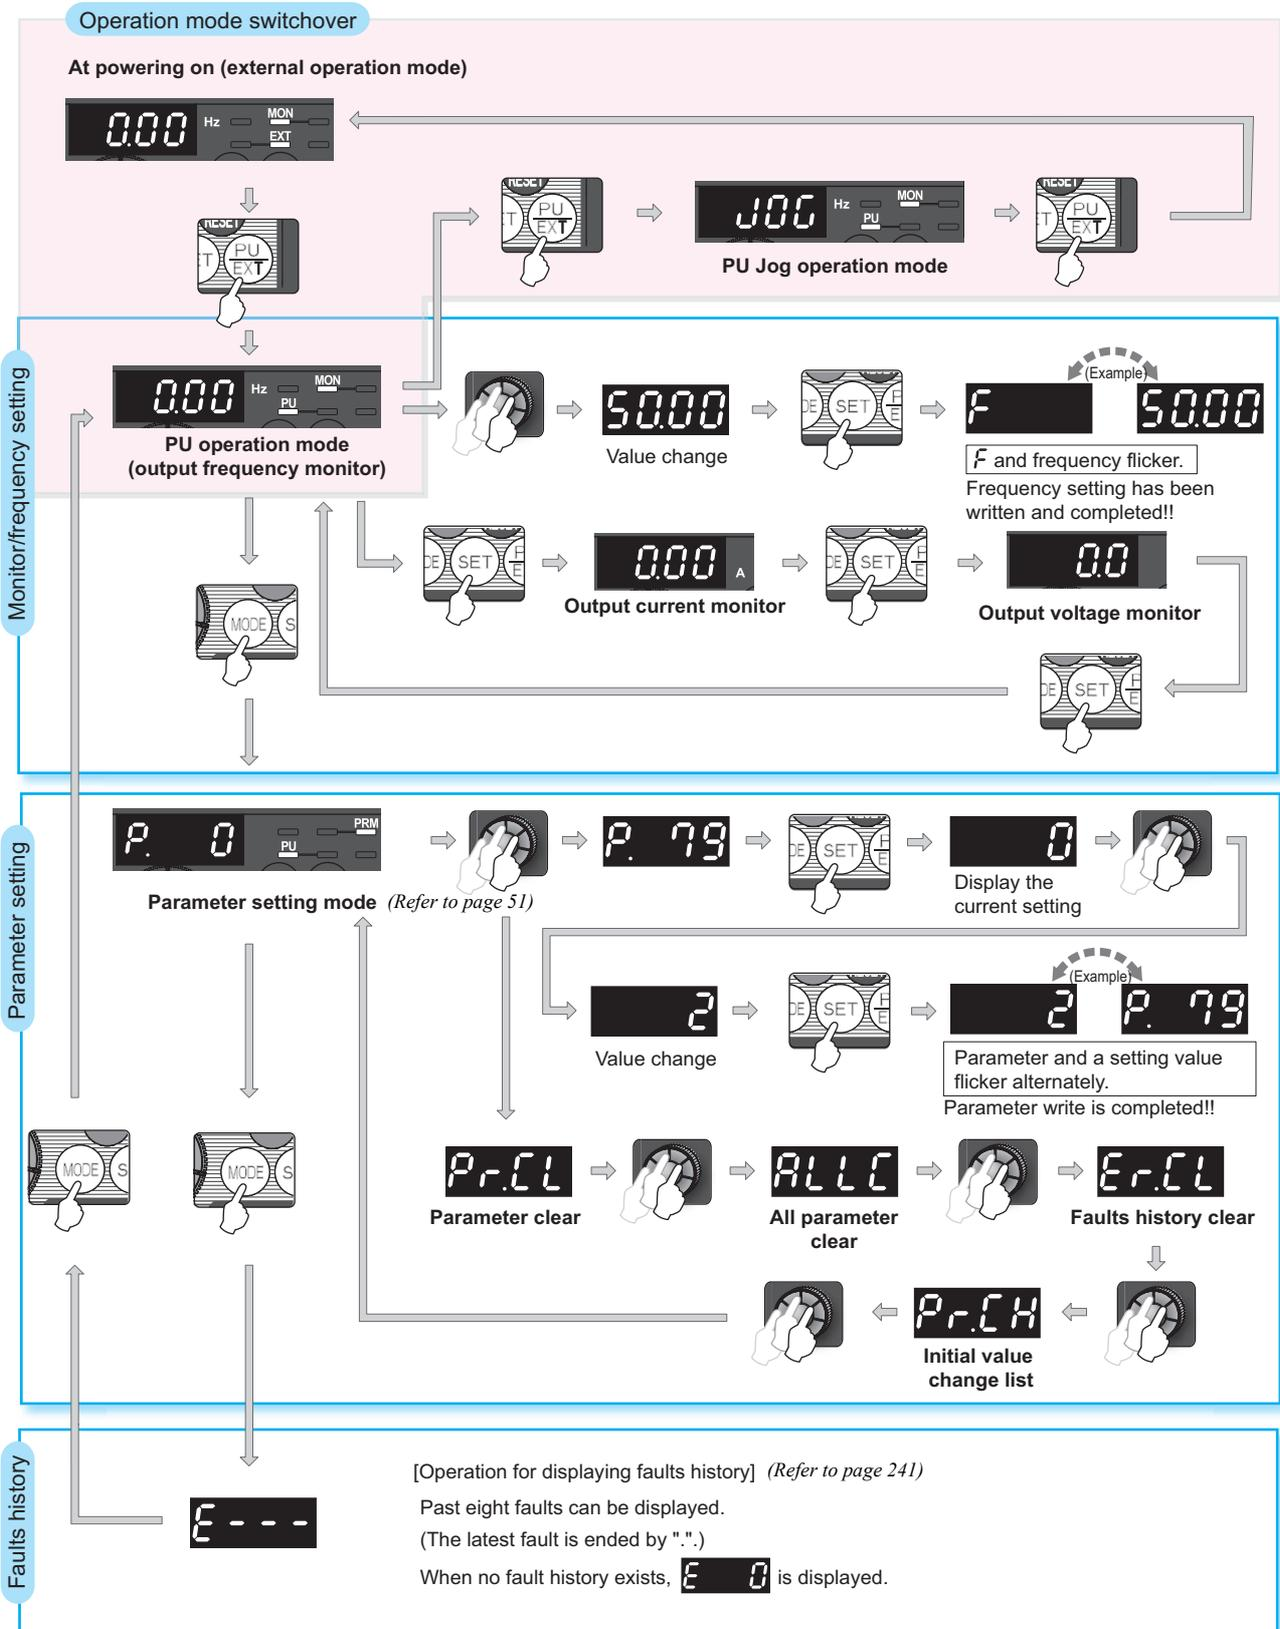 Operation mode switchover
At powering on (external operation mode)
0.00 Hz MON
EXT
RESET
PU
EXT
RESET
PU
EXT
JOG Hz MON
PU
PU Jog operation mode
RESET
PU
EXT
Monitor/frequency setting
0.00 Hz MON
PU
PU operation mode
(output frequency monitor)
50.00
Value change
SET
(Example)
F 50.00
F and frequency flicker.
Frequency setting has been
written and completed!!
SET
0.00 A
Output current monitor
SET
0.0
Output voltage monitor
MODE S
SET
Parameter setting
P. 0 PRM
PU
Parameter setting mode (Refer to page 51)
P. 79
SET
0
Display the
current setting
2
Value change
SET
(Example)
2 P. 79
Parameter and a setting value
flicker alternately.
Parameter write is completed!!
MODE S
MODE S
Pr.CL
Parameter clear
ALLC
All parameter
clear
Er.CL
Faults history clear
Pr.CH
Initial value
change list
Faults history
E---
[Operation for displaying faults history] (Refer to page 241)
Past eight faults can be displayed.
(The latest fault is ended by ".".)
When no fault history exists, E 0 is displayed.